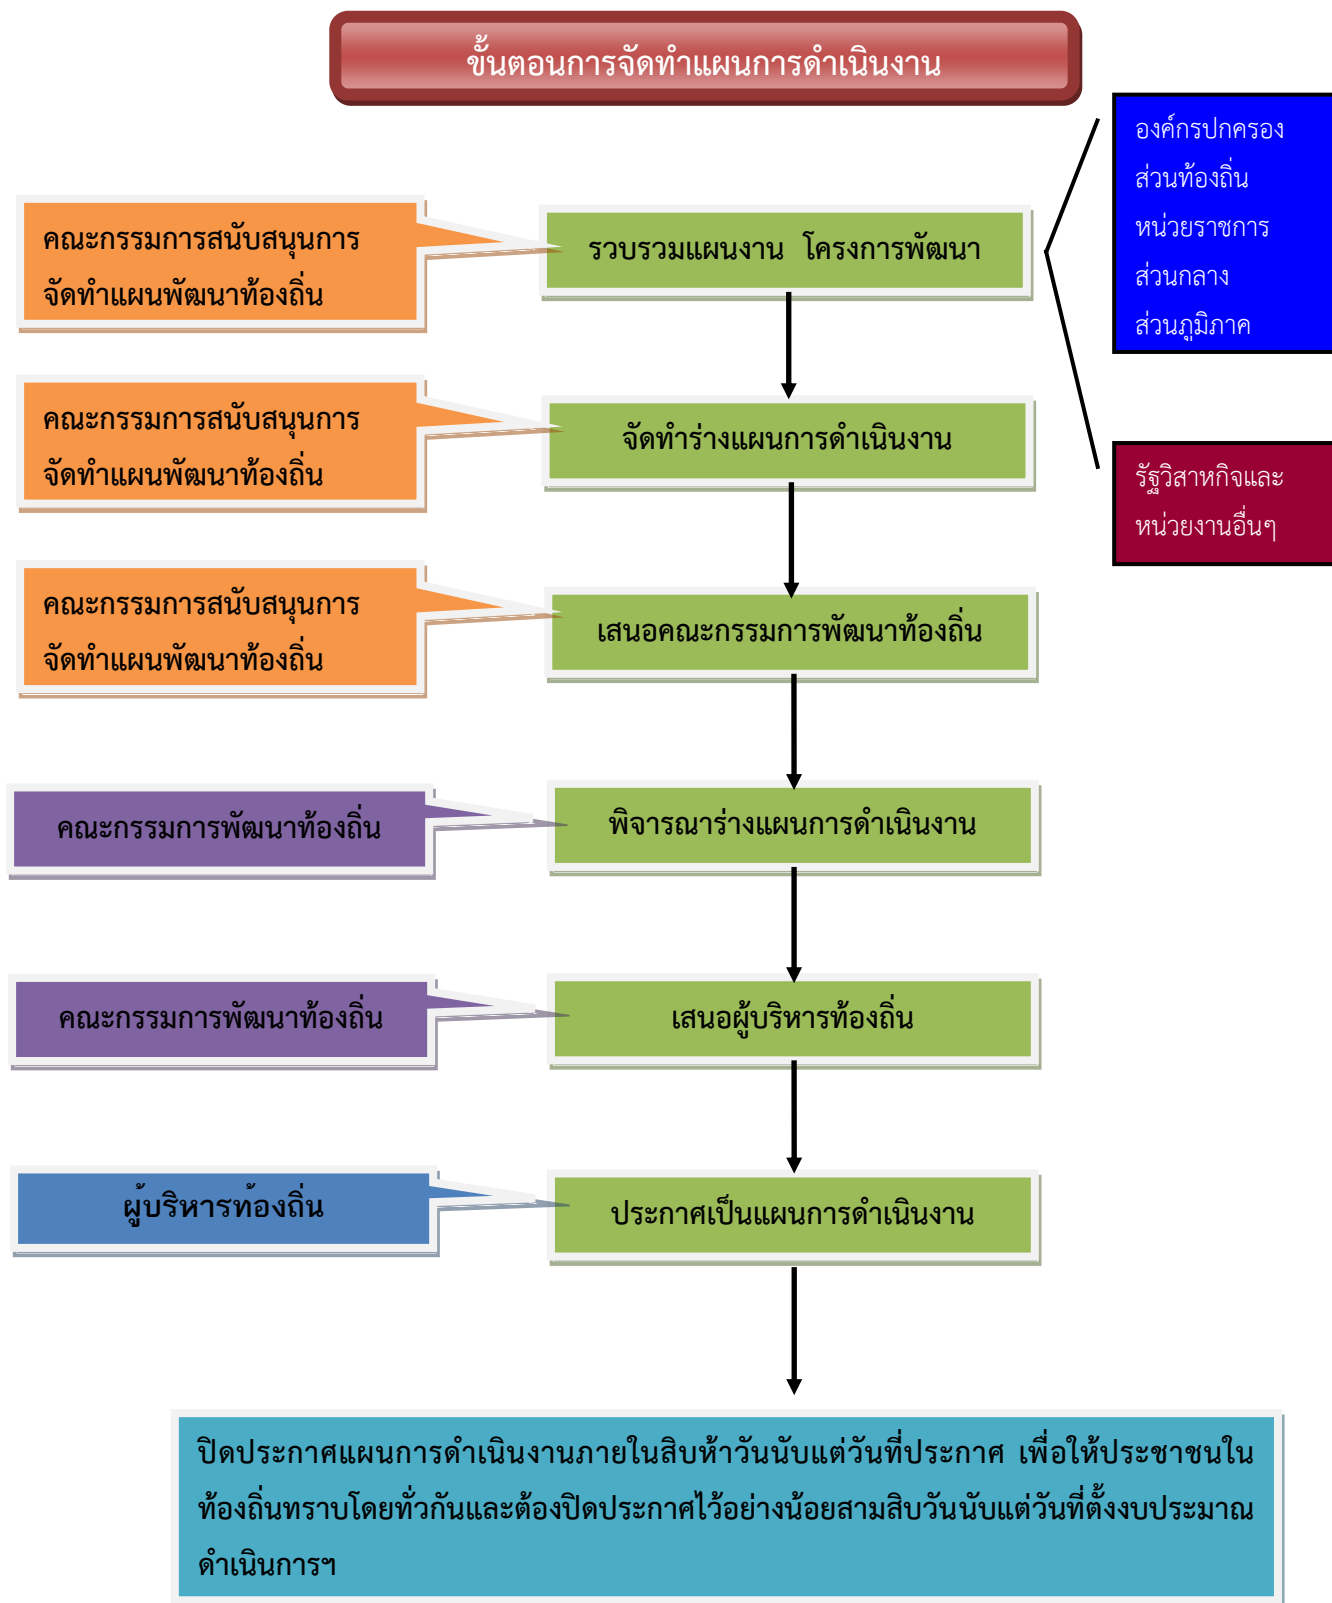 ขั้นตอนการจัดทำแผนการดำเนินงาน
องค์กรปกครอง
ส่วนท้องถิ่น
หน่วยราชการ
ส่วนกลาง
ส่วนภูมิภาค
คณะกรรมการสนับสนุนการ
จัดทำแผนพัฒนาท้องถิ่น
รวบรวมแผนงาน โครงการพัฒนา
คณะกรรมการสนับสนุนการ
จัดทำแผนพัฒนาท้องถิ่น
จัดทำร่างแผนการดำเนินงาน
รัฐวิสาหกิจและ
หน่วยงานอื่นๆ
คณะกรรมการสนับสนุนการ
จัดทำแผนพัฒนาท้องถิ่น
เสนอคณะกรรมการพัฒนาท้องถิ่น
คณะกรรมการพัฒนาท้องถิ่น
พิจารณาร่างแผนการดำเนินงาน
คณะกรรมการพัฒนาท้องถิ่น
เสนอผู้บริหารท้องถิ่น
ผู้บริหารท้องถิ่น
ประกาศเป็นแผนการดำเนินงาน
ปิดประกาศแผนการดำเนินงานภายในสิบห้าวันนับแต่วันที่ประกาศ เพื่อให้ประชาชนใน
ท้องถิ่นทราบโดยทั่วกันและต้องปิดประกาศไว้อย่างน้อยสามสิบวันนับแต่วันที่ตั้งงบประมาณ
ดำเนินการฯ